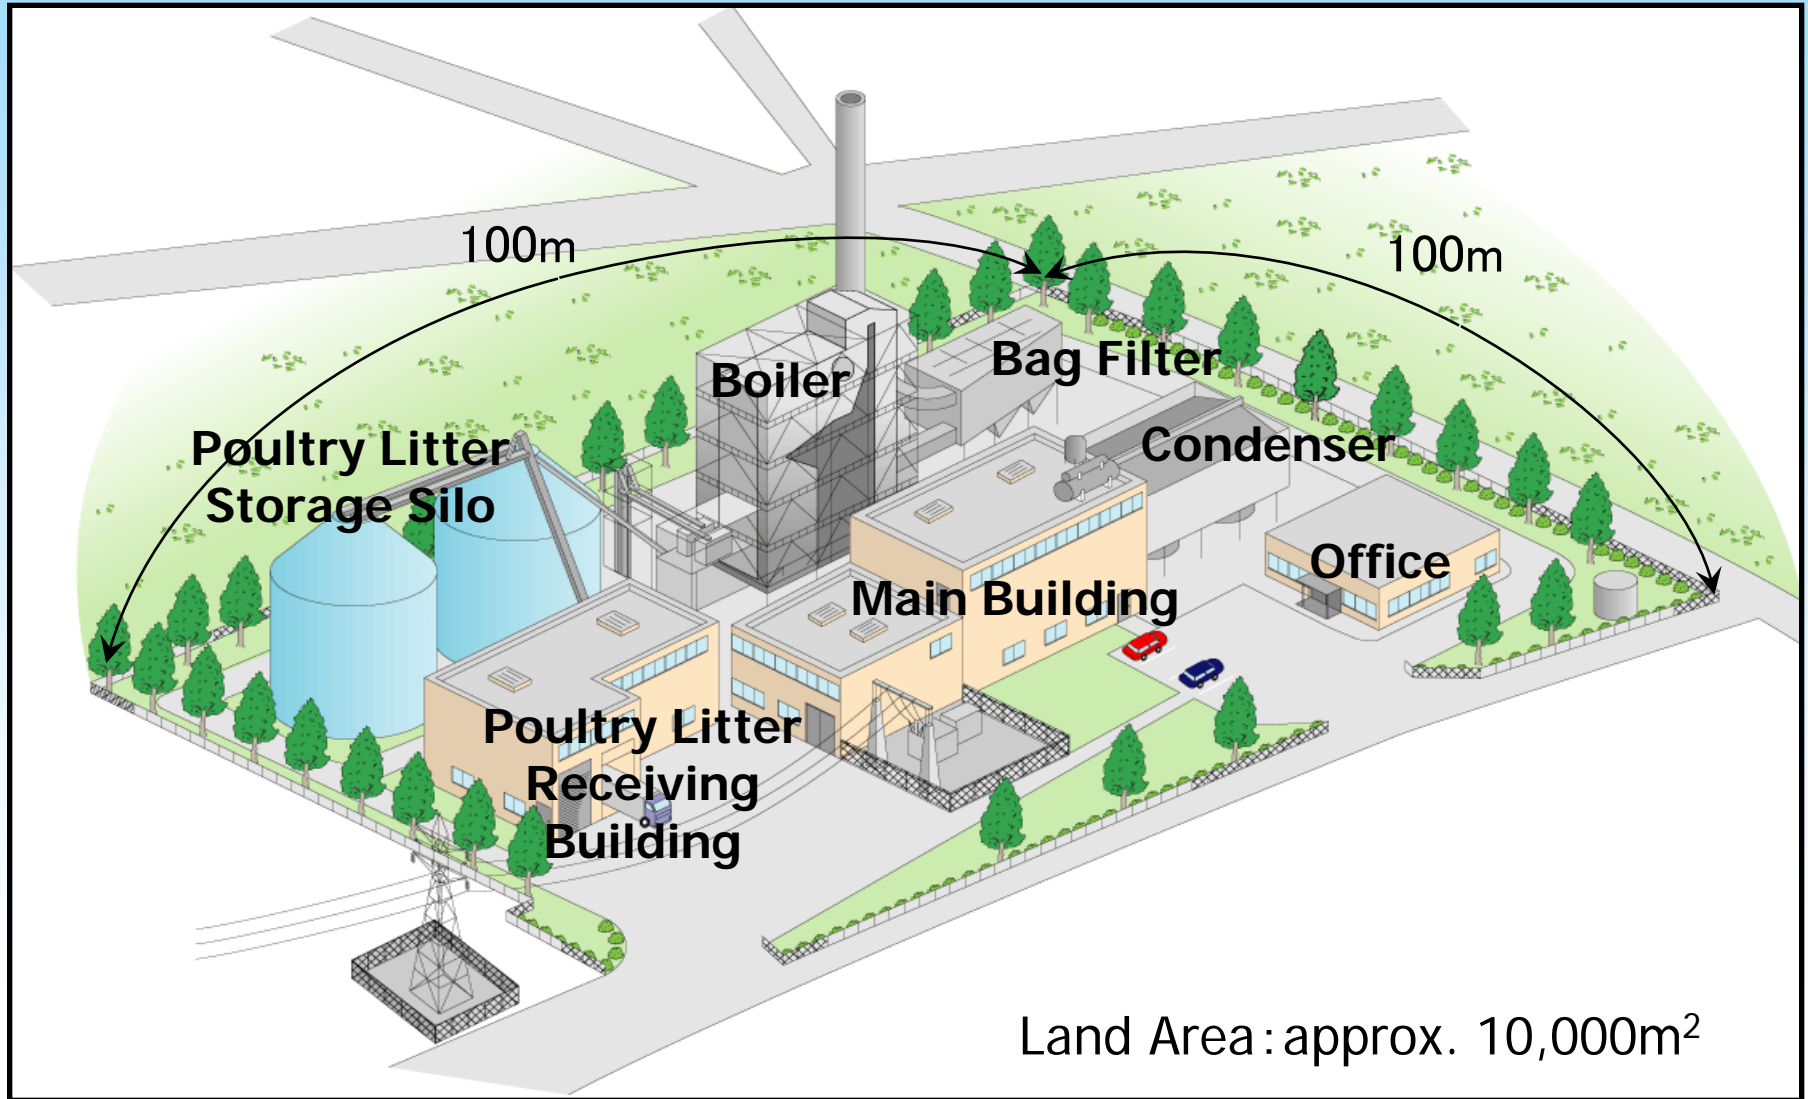 100m
100m
Boiler
Bag Filter
Poultry Litter
Storage Silo
Condenser
Office
Main Building
Poultry Litter
Receiving
Building
Land Area：approx. 10,000m²